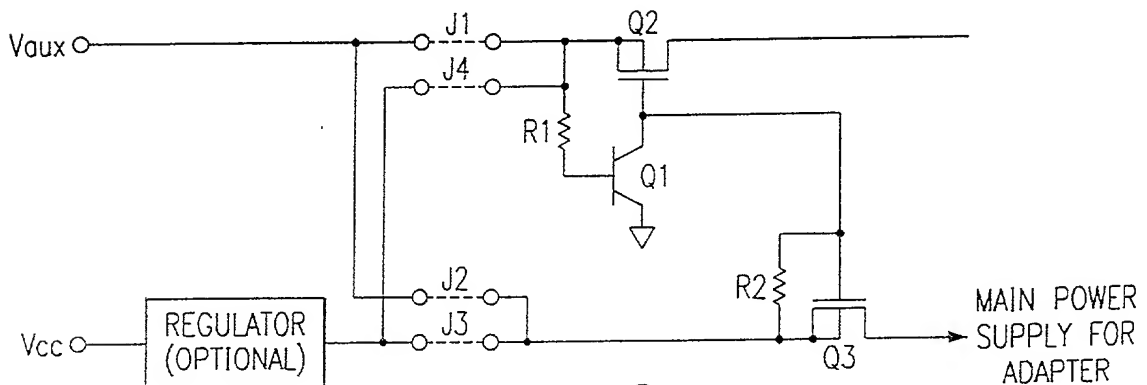 Vaux
J1
Q2
J4
R1
Q1
J2
R2
J3
Q3
Vcc
REGULATOR
(OPTIONAL)
MAIN POWER
SUPPLY FOR
ADAPTER